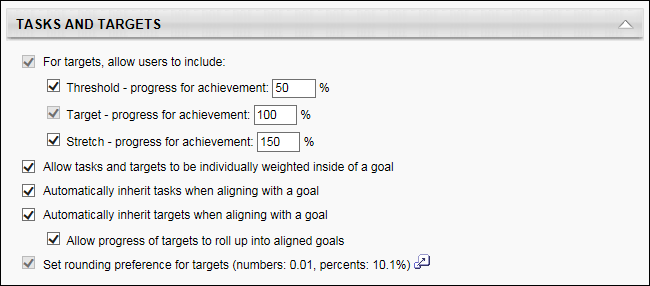 TASKS AND TARGETS
For targets, allow users to include:
Threshold - progress for achievement: 50 %
Target - progress for achievement: 100 %
Stretch - progress for achievement: 150 %
Allow tasks and targets to be individually weighted inside of a goal
Automatically inherit tasks when aligning with a goal
Automatically inherit targets when aligning with a goal
Allow progress of targets to roll up into aligned goals
Set rounding preference for targets (numbers: 0.01, percents: 10.1%)